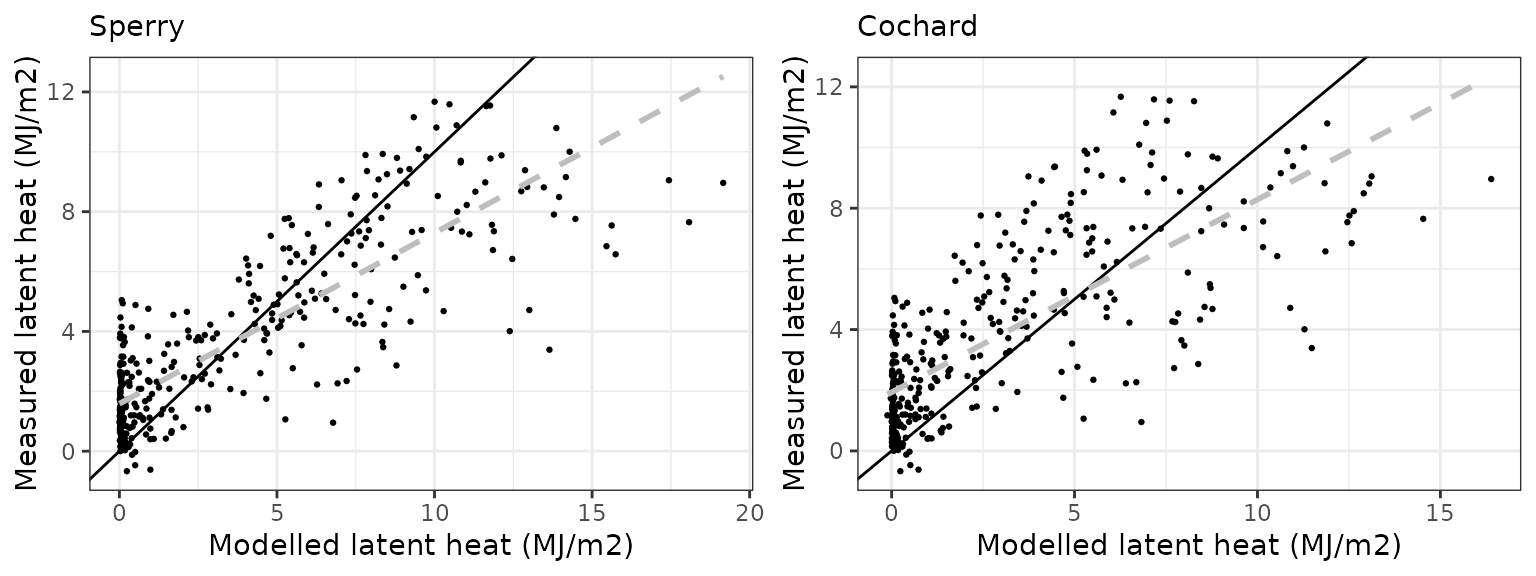 Sperry
Measured latent heat (MJ/m2)
12
8
4
0
0 5 10 15 20
Modelled latent heat (MJ/m2)
Cochard
Measured latent heat (MJ/m2)
12
8
4
0
0 5 10 15
Modelled latent heat (MJ/m2)